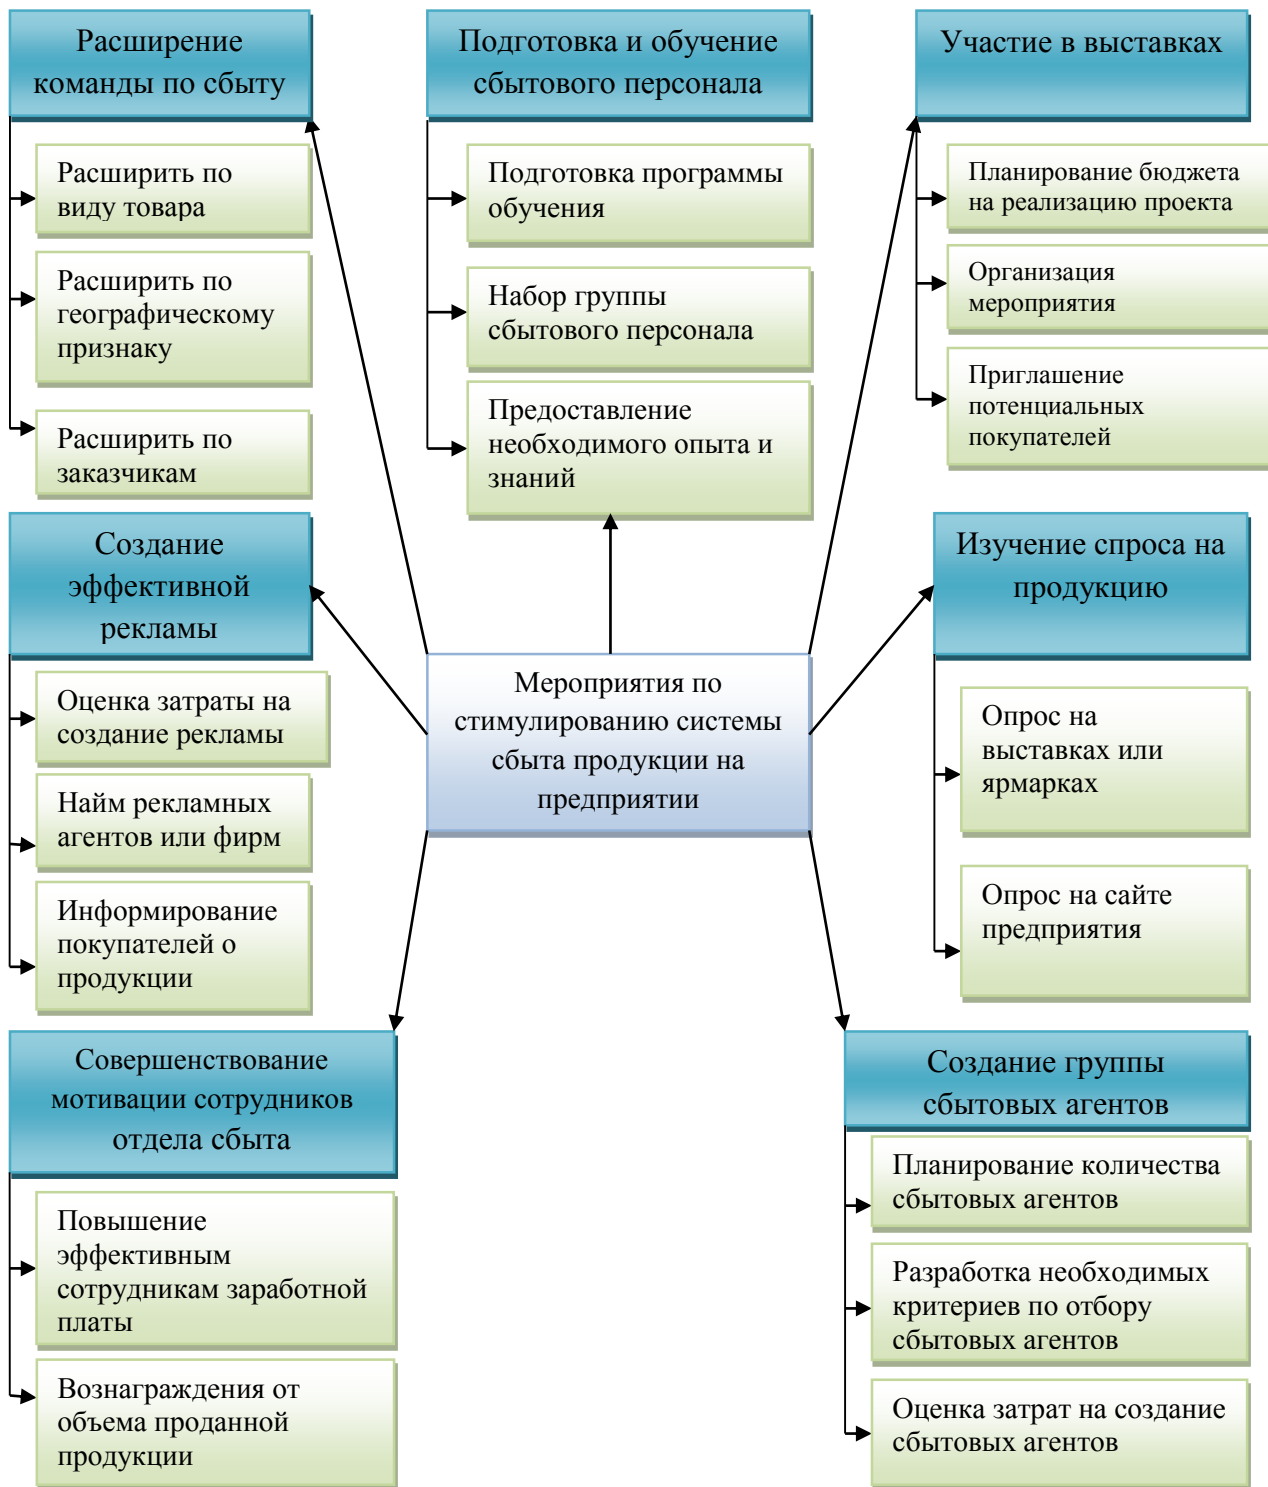 Расширение
команды по сбыту
Расширить по
виду товара
Расширить по
географическому
признаку
Расширить по
заказчикам
Подготовка и обучение
сбытового персонала
Подготовка программы
обучения
Набор группы
сбытового персонала
Предоставление
необходимого опыта и
знаний
Участие в выставках
Планирование бюджета
на реализацию проекта
Организация
мероприятия
Приглашение
потенциальных
покупателей
Создание
эффективной
рекламы
Оценка затраты на
создание рекламы
Найм рекламных
агентов или фирм
Информирование
покупателей о
продукции
Мероприятия по
стимулированию системы
сбыта продукции на
предприятии
Изучение спроса на
продукцию
Опрос на
выставках или
ярмарках
Опрос на сайте
предприятия
Совершенствование
мотивации сотрудников
отдела сбыта
Повышение
эффективным
сотрудникам заработной
платы
Вознаграждения от
объема проданной
продукции
Создание группы
сбытовых агентов
Планирование количества
сбытовых агентов
Разработка необходимых
критериев по отбору
сбытовых агентов
Оценка затрат на создание
сбытовых агентов